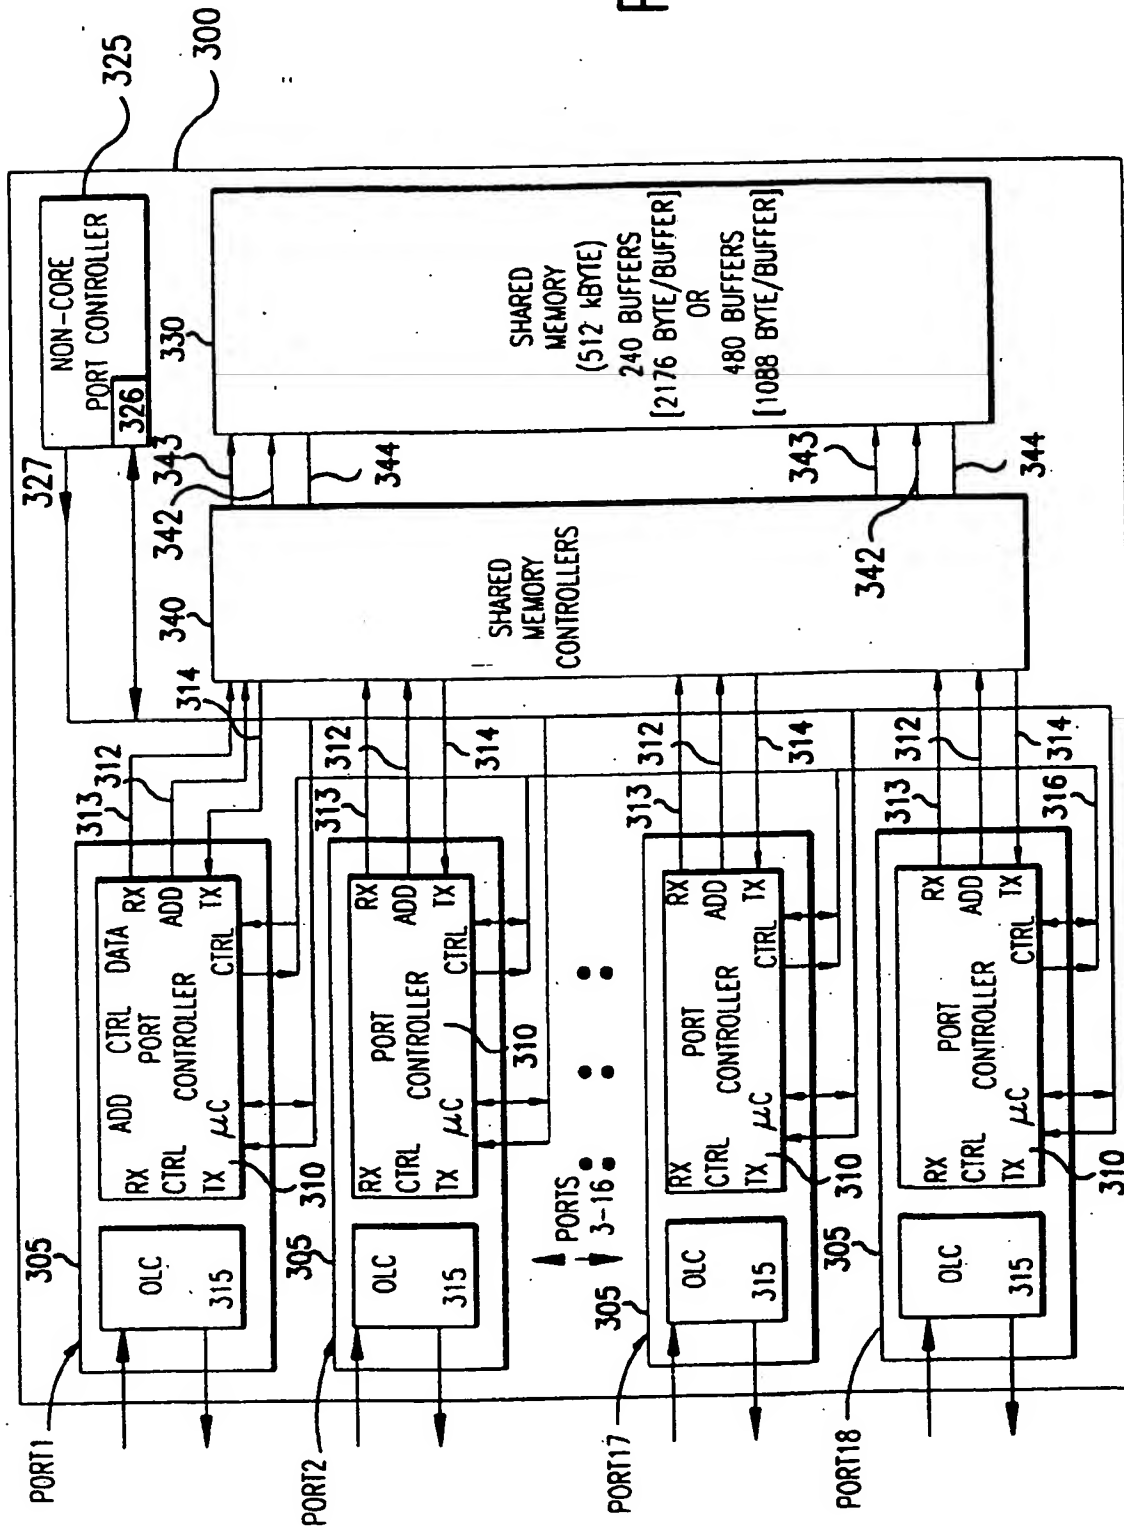 F
300
325
NON-CORE
PORT CONTROLLER
326
327
330
SHARED
MEMORY
(512 kBYTE)
240 BUFFERS
[2176 BYTE/BUFFER]
OR
480 BUFFERS
[1088 BYTE/BUFFER]
343
342
344
343
342
344
340
SHARED
MEMORY
CONTROLLERS
314
312
313
313
312
314
313
312
314
313
312
314
316
PORT1
305
OLC
315
ADD CTRL DATA
PORT
CONTROLLER
RX
CTRL
TX
μC
CTRL
RX
ADD
TX
310
PORT2
305
OLC
315
PORT
CONTROLLER
RX
CTRL
TX
μC
CTRL
RX
ADD
TX
310
PORTS
3-16
PORT17
305
OLC
315
PORT
CONTROLLER
RX
CTRL
TX
μC
CTRL
RX
ADD
TX
310
PORT18
305
OLC
315
PORT
CONTROLLER
RX
CTRL
TX
μC
CTRL
RX
ADD
TX
310